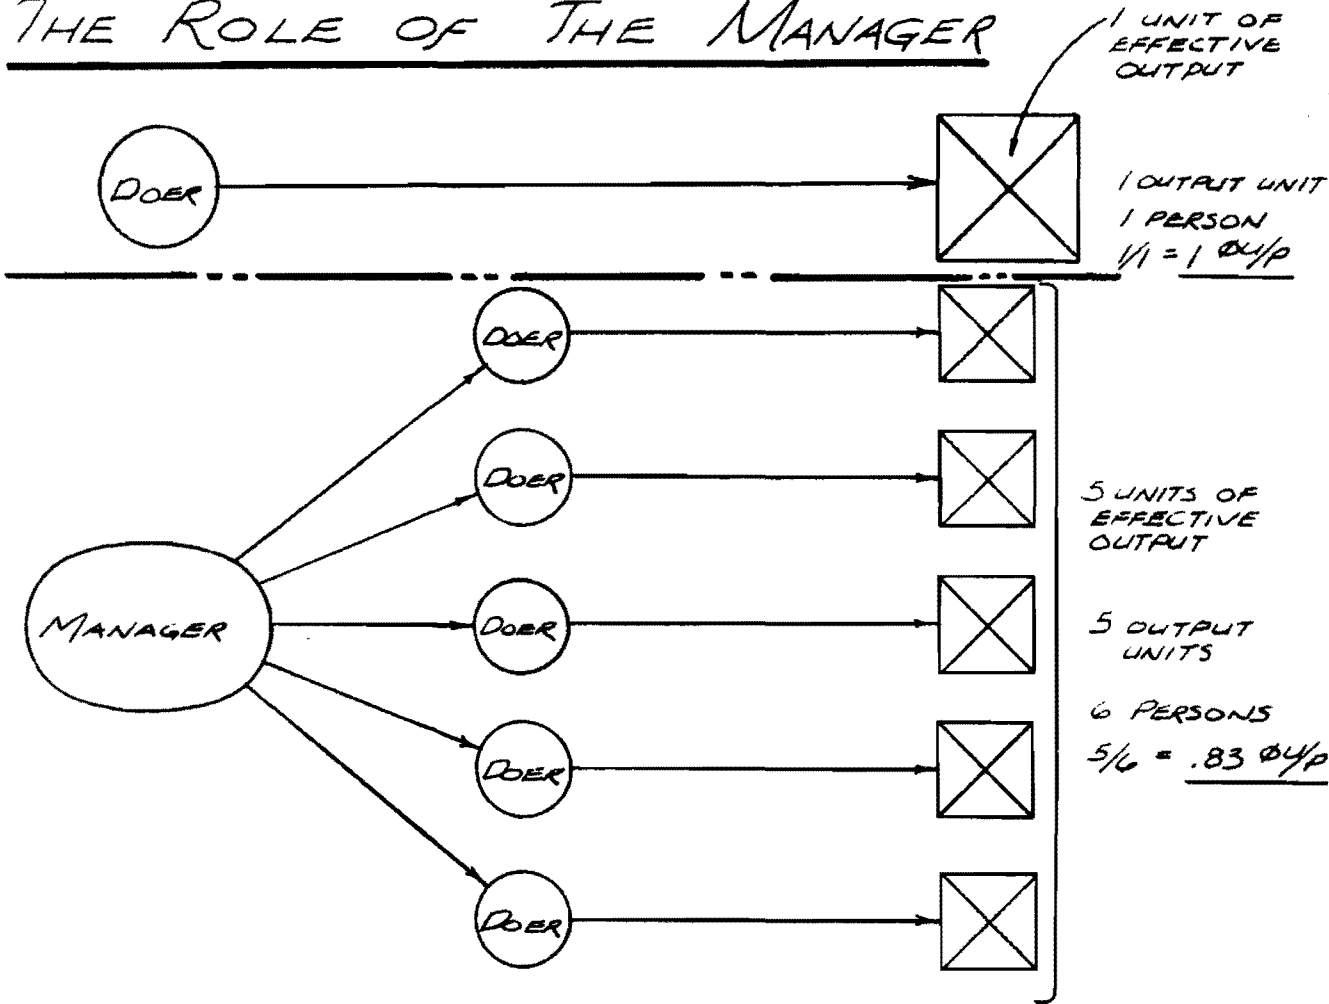 THE ROLE OF THE MANAGER
1 UNIT OF
EFFECTIVE
OUTPUT
DOER
1 OUTPUT UNIT
1 PERSON
1/1 = 1 ØU/P
DOER
DOER
5 UNITS OF
EFFECTIVE
OUTPUT
MANAGER
DOER
5 OUTPUT
UNITS
6 PERSONS
DOER
5/6 = .83 ØU/P
DOER